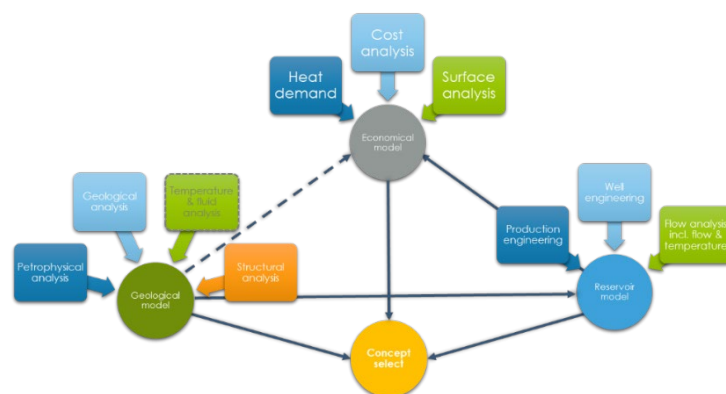 Cost
analysis
Heat
demand
Surface
analysis
Economical
model
Geological
analysis
Temperature
& fluid
analysis
Well
engineering
Petrophysical
analysis
Structural
analysis
Production
engineering
Flow analysis
incl. flow &
temperature
Geological
model
Reservoir
model
Concept
select